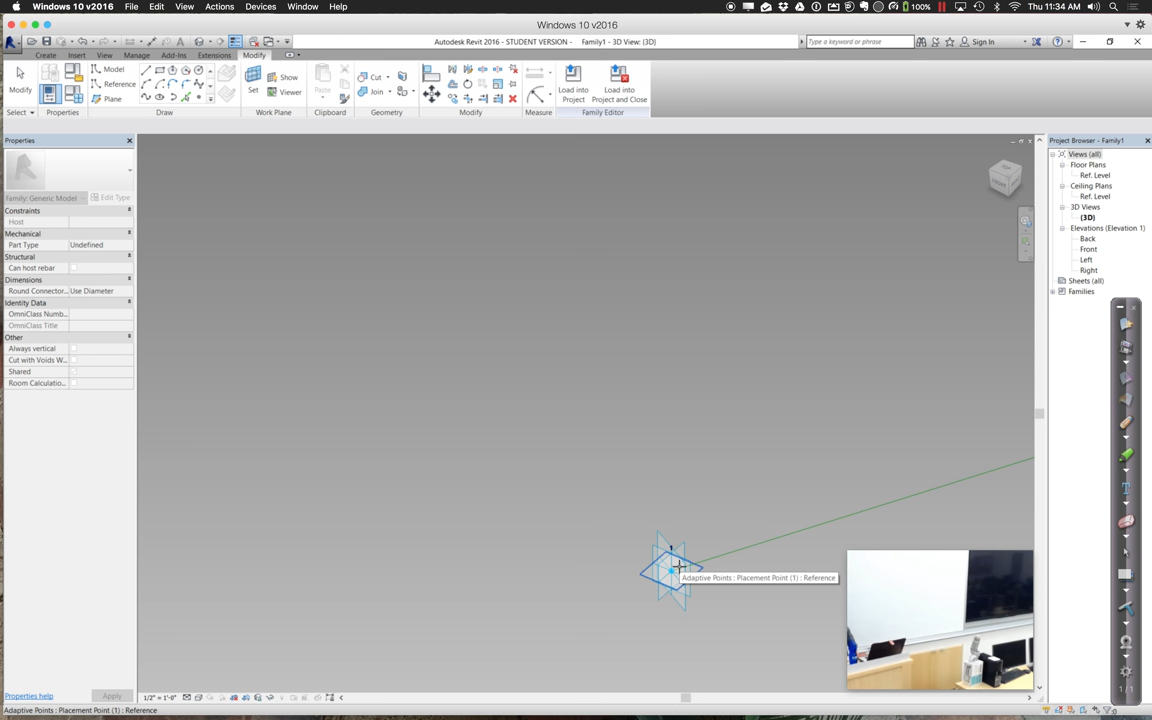 Windows 10 v2016 File Edit View Actions Devices Window Help 100% Thu 11:34 AM
Windows 10 v2016
Autodesk Revit 2016 - STUDENT VERSION - Family1 - 3D View: {3D} Type a keyword or phrase Sign In
Create Insert View Manage Add-Ins Extensions Modify
Modify Model Reference Plane Set Show Viewer Paste Cut Join Load into Project Load into Project and Close
Select Properties Draw Work Plane Clipboard Geometry Modify Measure Family Editor
Properties
Family: Generic Model Edit Type
Constraints
Host
Mechanical
Part Type Undefined
Structural
Can host rebar
Dimensions
Round Connector... Use Diameter
Identity Data
OmniClass Numb...
OmniClass Title
Other
Always vertical
Cut with Voids W...
Shared
Room Calculatio...
Properties help Apply
1
Adaptive Points : Placement Point (1) : Reference
FRONT
Project Browser - Family1
Views (all)
Floor Plans
Ref. Level
Ceiling Plans
Ref. Level
3D Views
{3D}
Elevations (Elevation 1)
Back
Front
Left
Right
Sheets (all)
Families
T
1/1
1/2" = 1'-0"
Adaptive Points : Placement Point (1) : Reference
:0